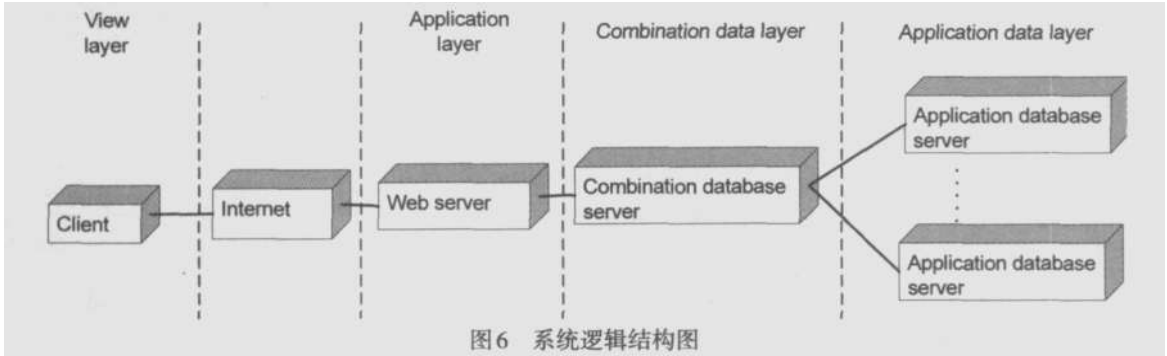 View
layer
Application
layer
Combination data layer
Application data layer
Client
Internet
Web server
Combination database
server
Application database
server
Application database
server
图6 系统逻辑结构图